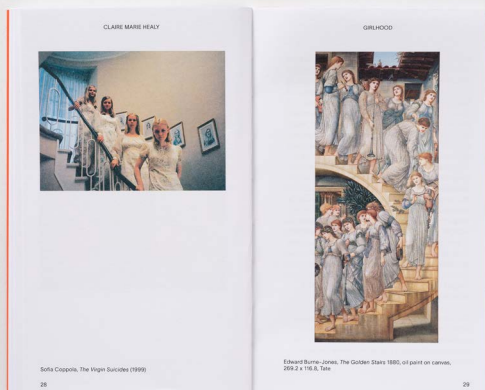 CLAIRE MARIE HEALY
Sofia Coppola, The Virgin Suicides (1999)
28
GIRLHOOD
Edward Burne-Jones, The Golden Stairs 1880, oil paint on canvas,
269.2 x 116.8, Tate
29